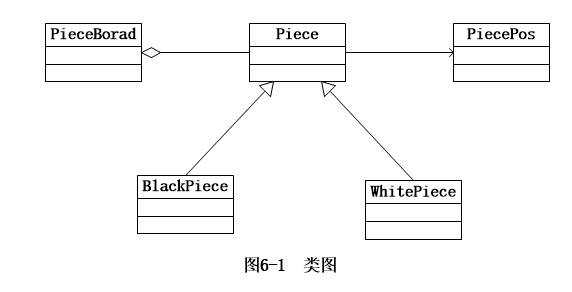 PieceBorad
Piece
PiecePos
BlackPiece
WhitePiece
图6-1 类图